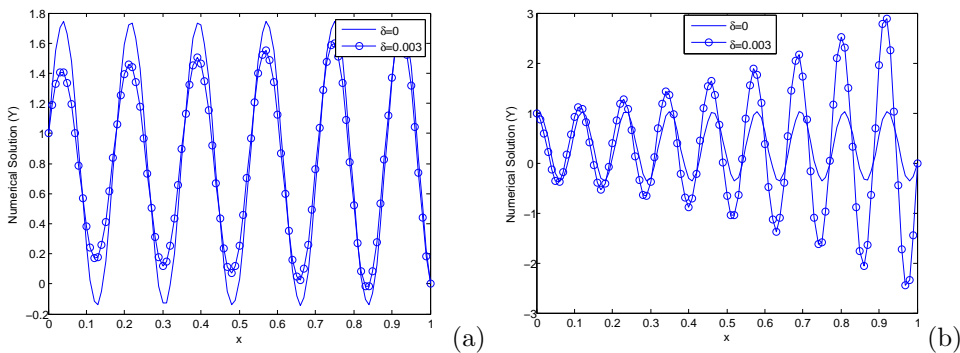 1.8
1.6
1.4
1.2
1
0.8
0.6
0.4
0.2
0
−0.2
Numerical Solution (Y)
0 0.1 0.2 0.3 0.4 0.5 0.6 0.7 0.8 0.9 1
x
δ=0
δ=0.003
(a)
3
2
1
0
−1
−2
−3
Numerical Solution (Y)
0 0.1 0.2 0.3 0.4 0.5 0.6 0.7 0.8 0.9 1
x
δ=0
δ=0.003
(b)